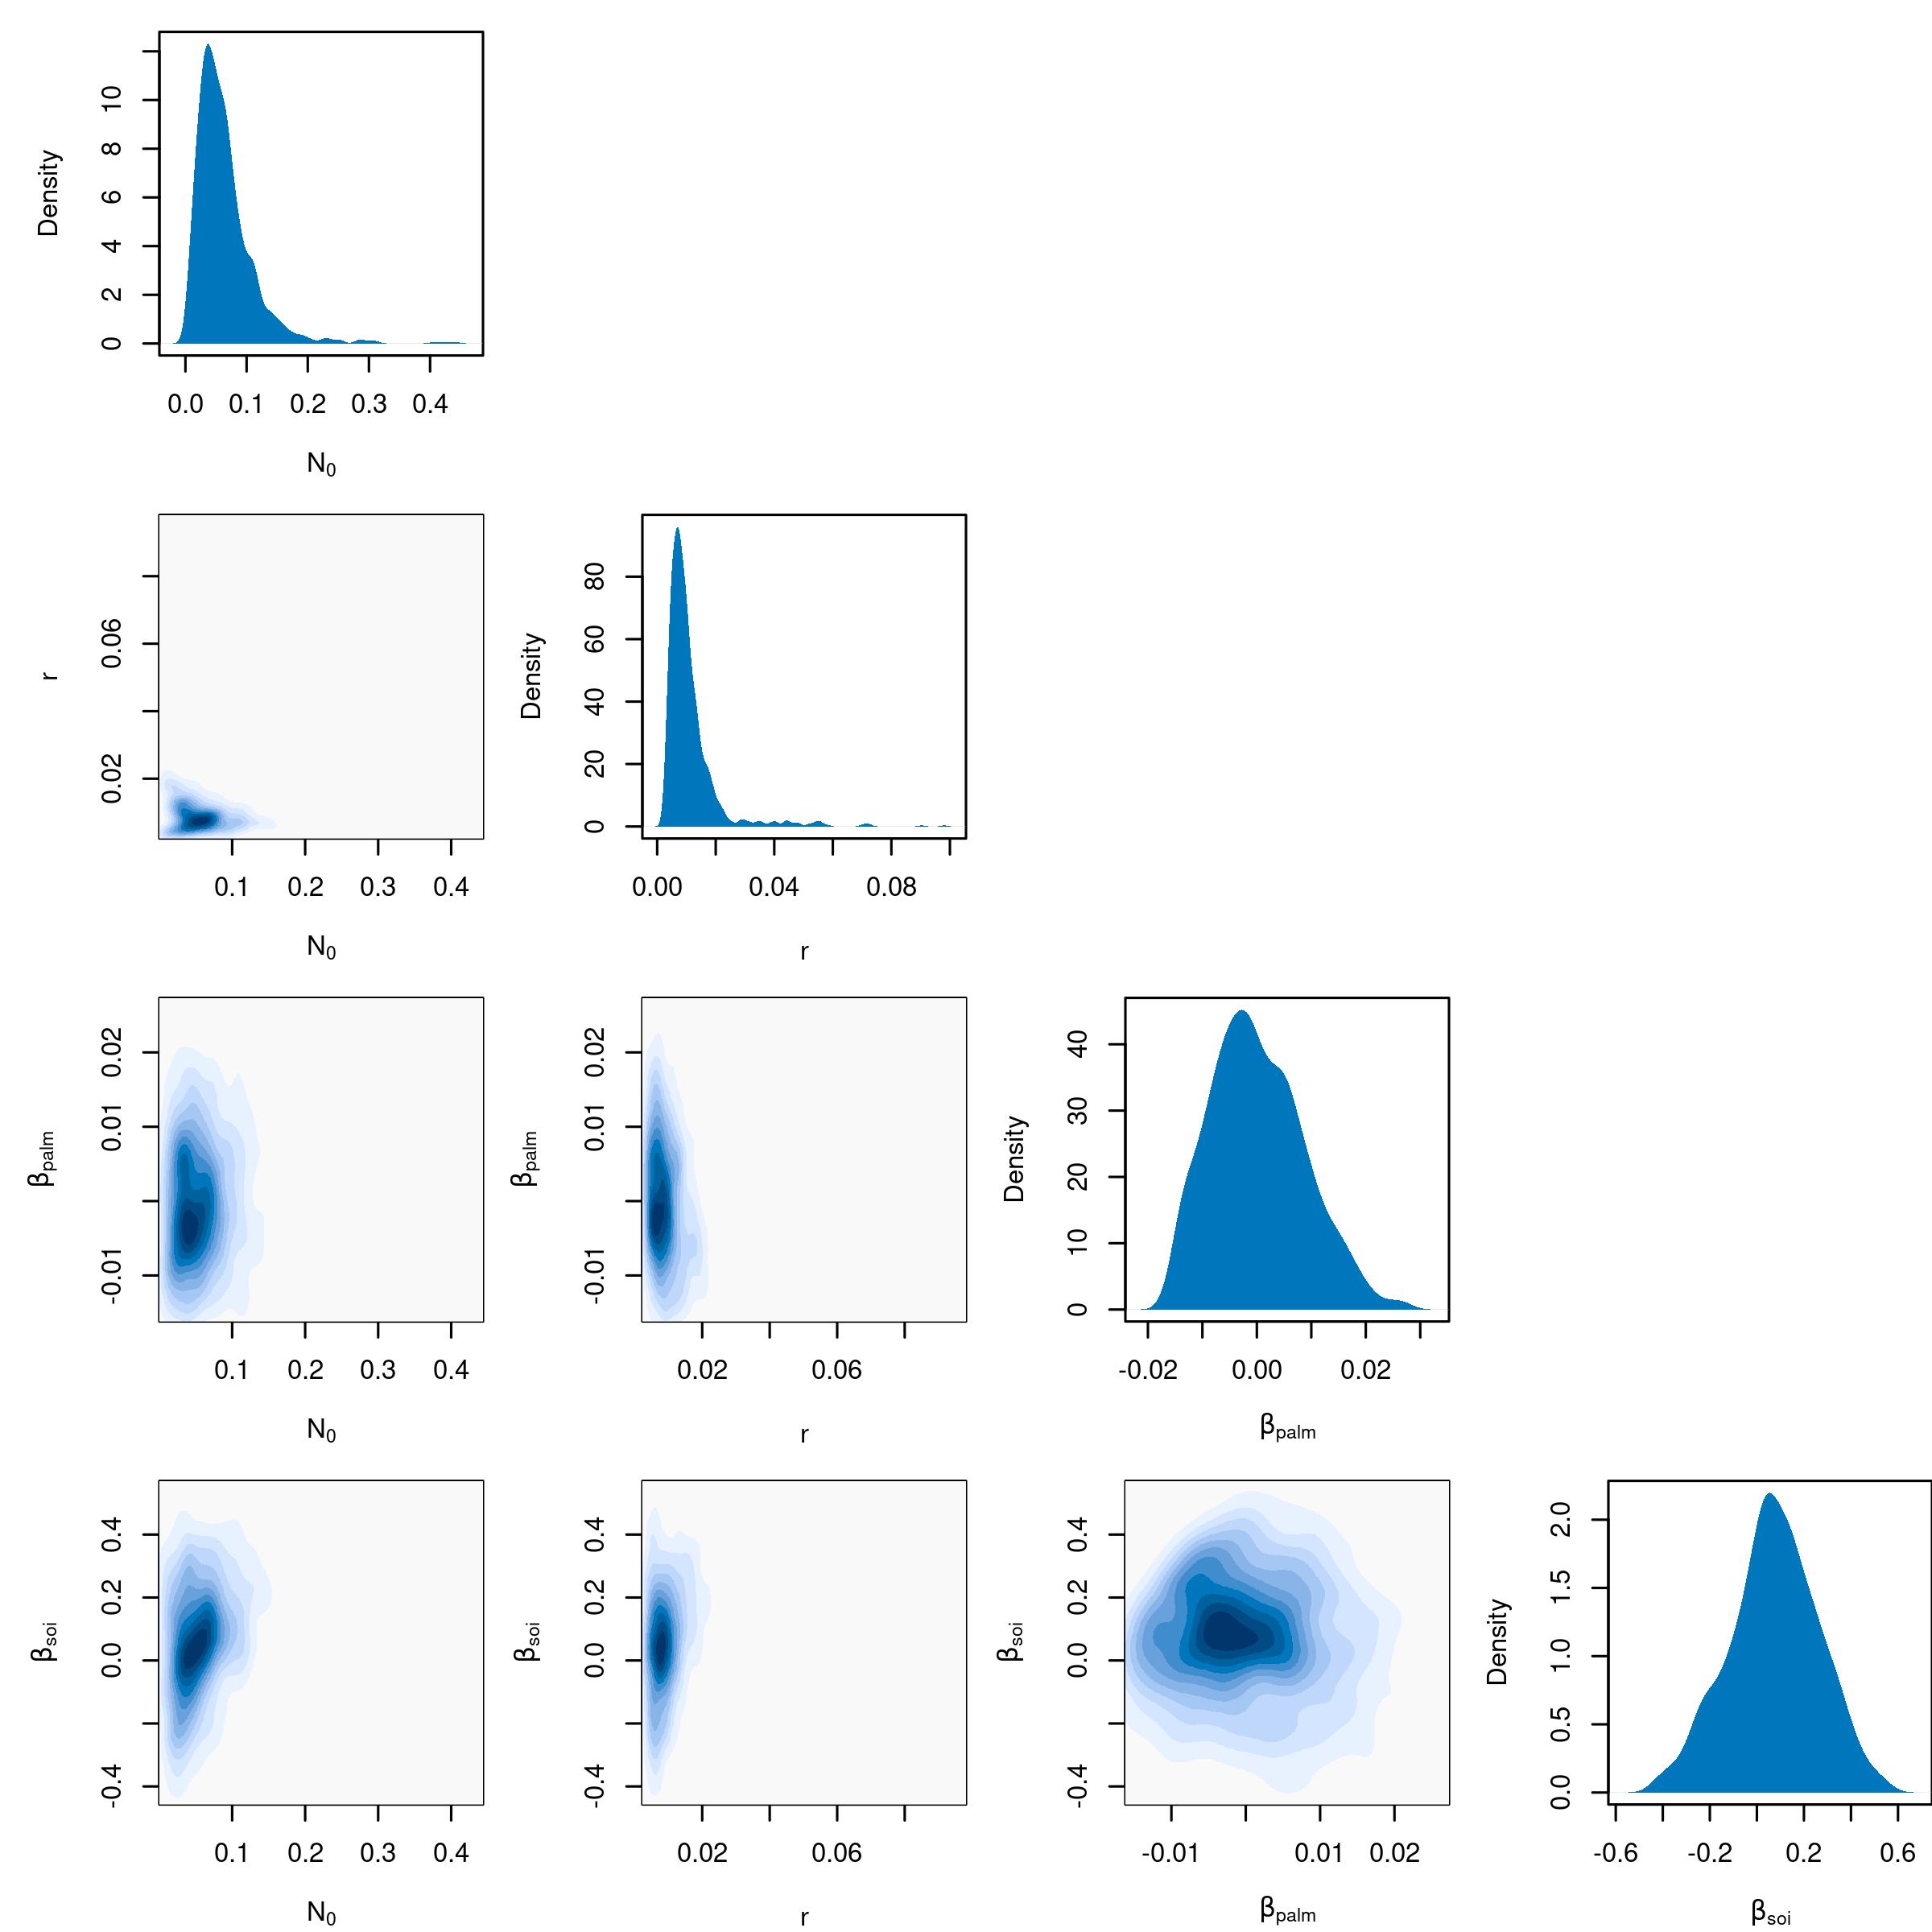 Density
0 2 4 6 8 10
0.0 0.1 0.2 0.3 0.4
N₀
r
0.02 0.06
0.1 0.2 0.3 0.4
N₀
Density
0 20 40 60 80
0.00 0.04 0.08
r
βpalm
-0.01 0.01 0.02
0.1 0.2 0.3 0.4
N₀
βpalm
-0.01 0.01 0.02
0.02 0.06
r
Density
0 10 20 30 40
-0.02 0.00 0.02
βpalm
βsoi
-0.4 0.0 0.2 0.4
0.1 0.2 0.3 0.4
N₀
βsoi
-0.4 0.0 0.2 0.4
0.02 0.06
r
βsoi
-0.4 0.0 0.2 0.4
-0.01 0.01 0.02
βpalm
Density
0.0 0.5 1.0 1.5 2.0
-0.6 -0.2 0.2 0.6
βsoi